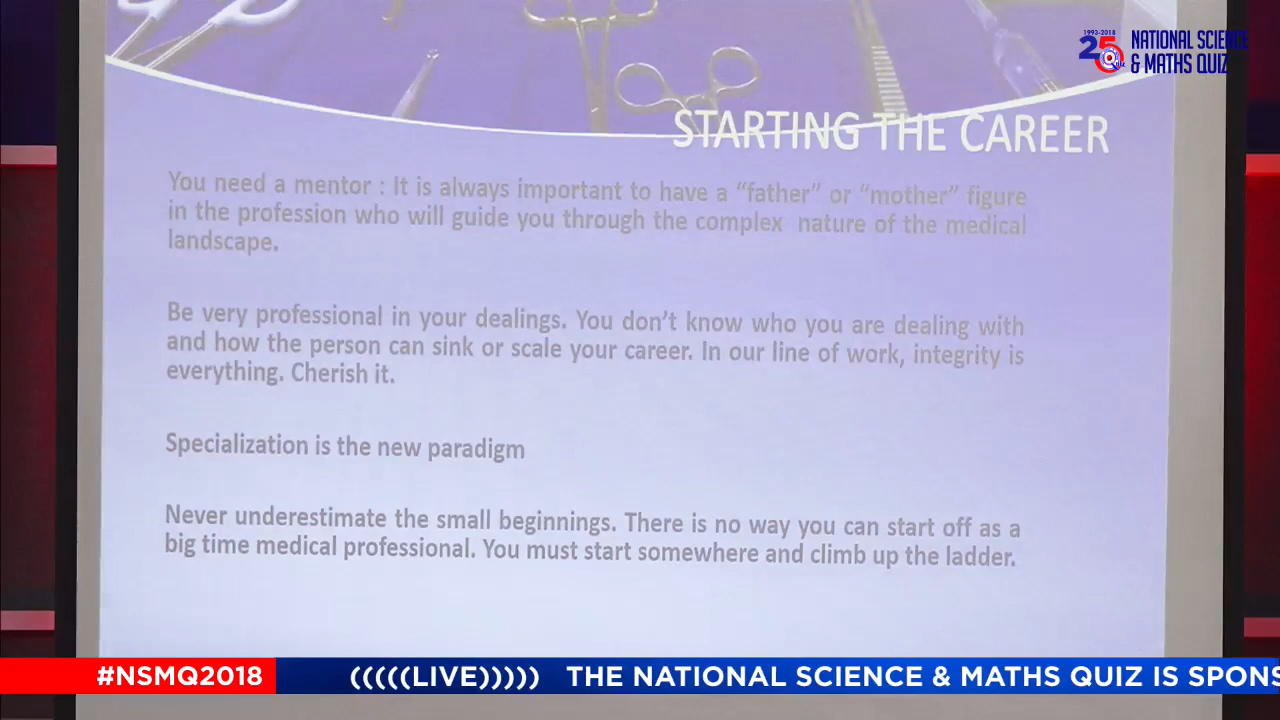 1993-2018
25
NATIONAL SCIENCE
& MATHS QUIZ
STARTING THE CAREER
You need a mentor : It is always important to have a “father” or “mother” figure
in the profession who will guide you through the complex nature of the medical
landscape.
Be very professional in your dealings. You don’t know who you are dealing with
and how the person can sink or scale your career. In our line of work, integrity is
everything. Cherish it.
Specialization is the new paradigm
Never underestimate the small beginnings. There is no way you can start off as a
big time medical professional. You must start somewhere and climb up the ladder.
#NSMQ2018 (((((LIVE))))) THE NATIONAL SCIENCE & MATHS QUIZ IS SPONS